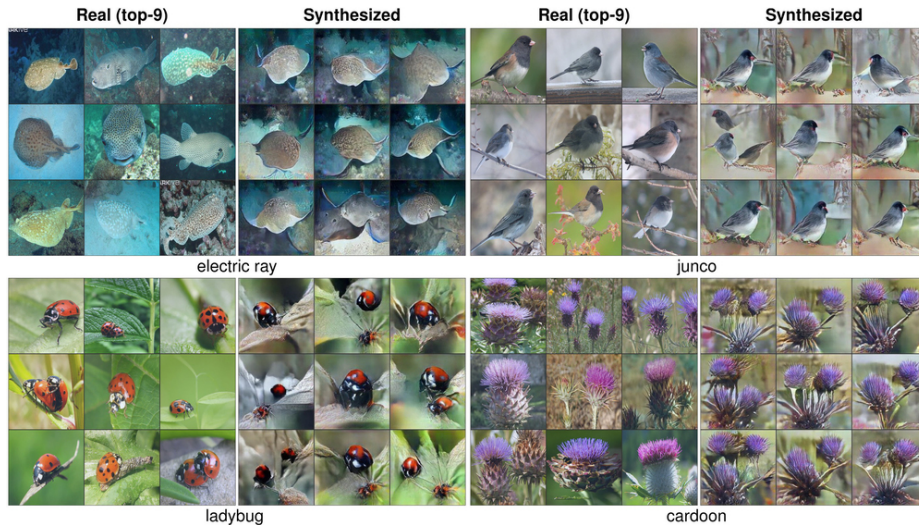 Real (top-9) Synthesized Real (top-9) Synthesized
electric ray junco
ladybug cardoon